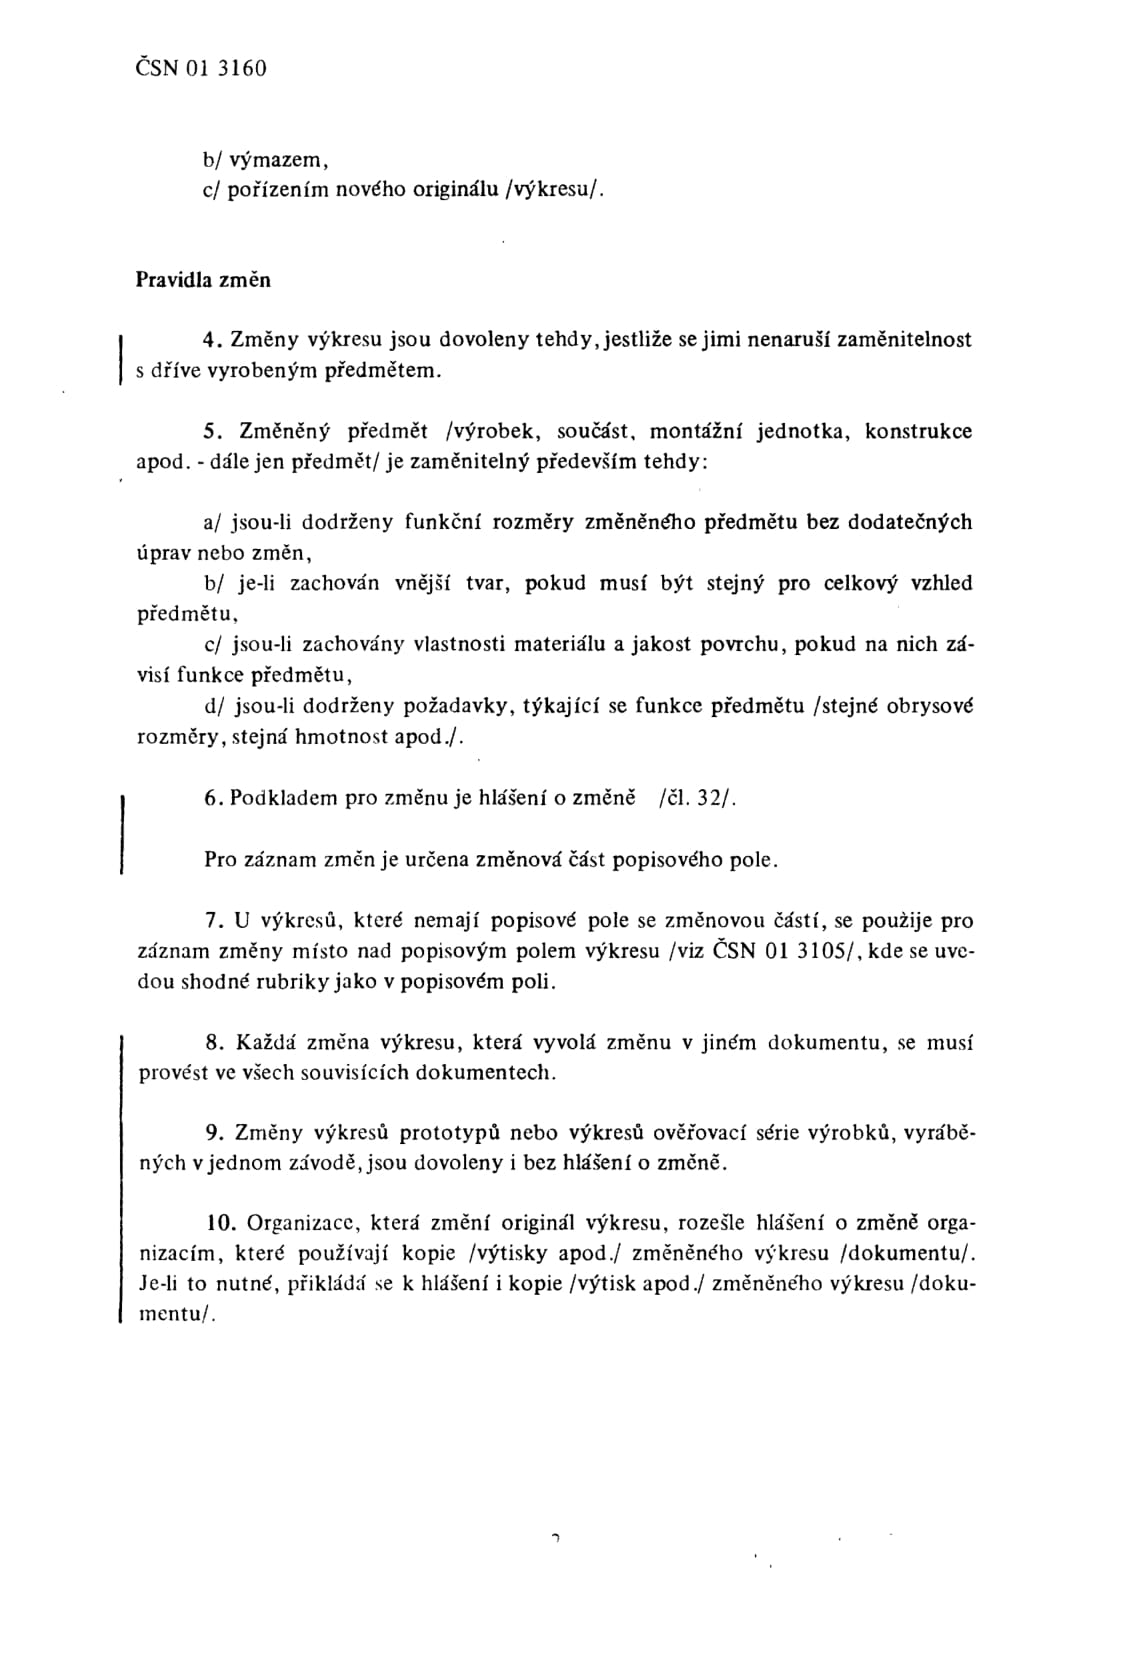 ČSN 01 3160
b/ výmazem,
c/ pořízením nového originálu /výkresu/.
Pravidla změn
4. Změny výkresu jsou dovoleny tehdy, jestliže se jimi nenaruší zaměnitelnost
s dříve vyrobeným předmětem.
5. Změněný předmět /výrobek, součást, montážní jednotka, konstrukce
apod. - dále jen předmět/ je zaměnitelný především tehdy:
a/ jsou-li dodrženy funkční rozměry změněného předmětu bez dodatečných
úprav nebo změn,
b/ je-li zachován vnější tvar, pokud musí být stejný pro celkový vzhled
předmětu,
c/ jsou-li zachovány vlastnosti materiálu a jakost povrchu, pokud na nich zá-
visí funkce předmětu,
d/ jsou-li dodrženy požadavky, týkající se funkce předmětu /stejné obrysové
rozměry, stejná hmotnost apod./.
6. Podkladem pro změnu je hlášení o změně /čl. 32/.
Pro záznam změn je určena změnová část popisového pole.
7. U výkresů, které nemají popisové pole se změnovou částí, se použije pro
záznam změny místo nad popisovým polem výkresu /viz ČSN 01 3105/, kde se uve-
dou shodné rubriky jako v popisovém poli.
8. Každá změna výkresu, která vyvolá změnu v jiném dokumentu, se musí
provést ve všech souvisících dokumentech.
9. Změny výkresů prototypů nebo výkresů ověřovací série výrobků, vyrábě-
ných v jednom závodě, jsou dovoleny i bez hlášení o změně.
10. Organizace, která změní originál výkresu, rozešle hlášení o změně orga-
nizacím, které používají kopie /výtisky apod./ změněného výkresu /dokumentu/.
Je-li to nutné, přikládá se k hlášení i kopie /výtisk apod./ změněného výkresu /doku-
mentu/.